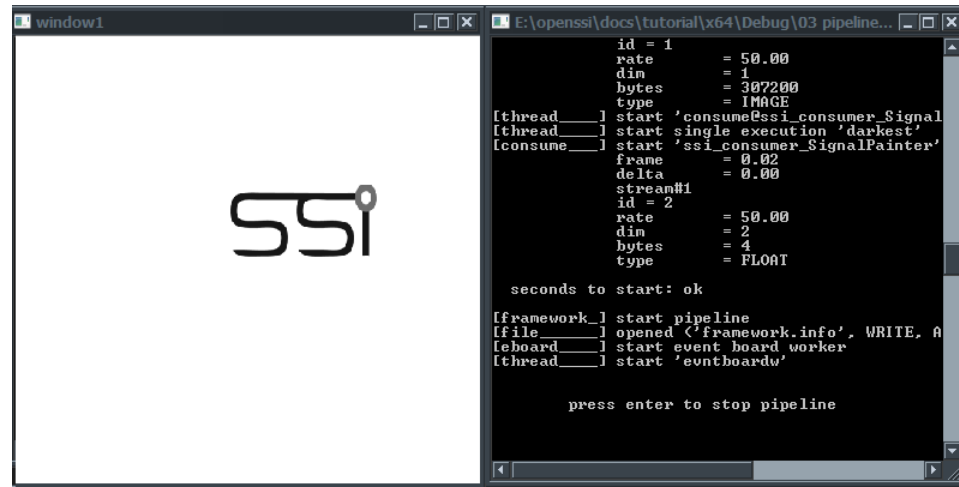 window1
ssi
E:\openssi\docs\tutorial\x64\Debug\03 pipeline...
id = 1
rate = 50.00
dim = 1
bytes = 307200
type = IMAGE
[thread____] start 'consume@ssi_consumer_Signal
[thread____] start single execution 'darkest'
[consume___] start 'ssi_consumer_SignalPainter'
frame = 0.02
delta = 0.00
stream#1
id = 2
rate = 50.00
dim = 2
bytes = 4
type = FLOAT
seconds to start: ok
[framework_] start pipeline
[file______] opened ('framework.info', WRITE, A
[eboard____] start event board worker
[thread____] start 'evntboardw'
press enter to stop pipeline